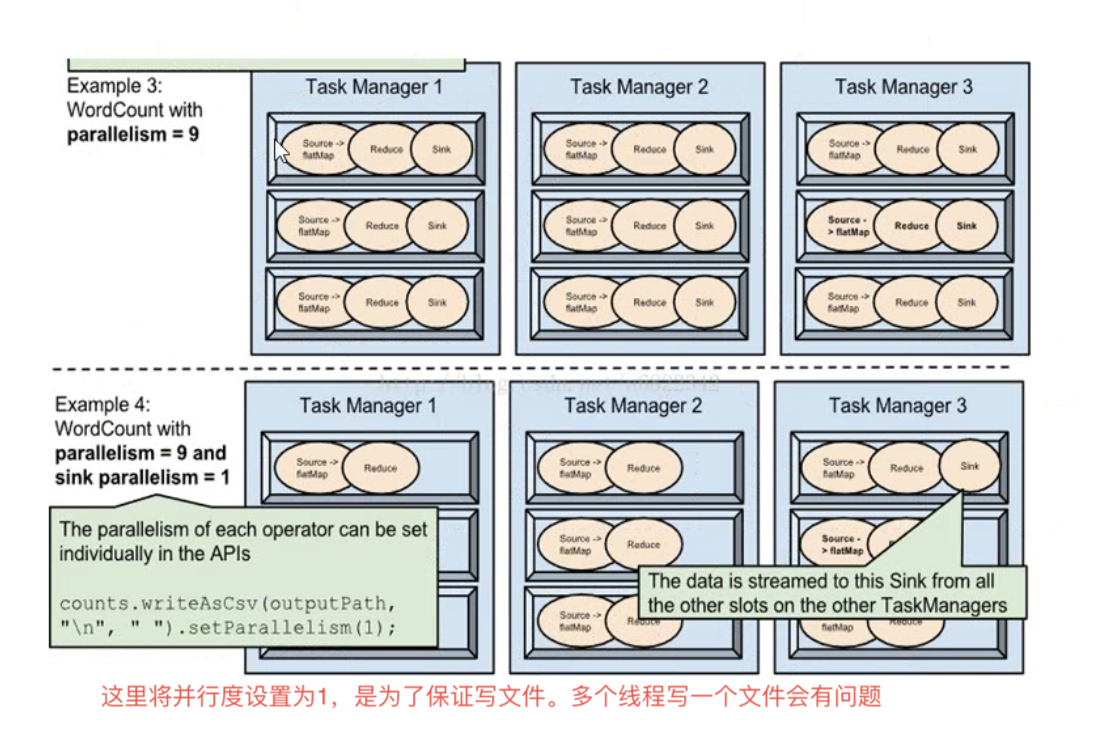 Example 3:
WordCount with
parallelism = 9
Task Manager 1
Source ->
flatMap
Reduce
Sink
Source ->
flatMap
Reduce
Sink
Source ->
flatMap
Reduce
Sink
Task Manager 2
Source ->
flatMap
Reduce
Sink
Source ->
flatMap
Reduce
Sink
Source ->
flatMap
Reduce
Sink
Task Manager 3
Source ->
flatMap
Reduce
Sink
Source -
> flatMap
Reduce
Sink
Source ->
flatMap
Reduce
Sink
Example 4:
WordCount with
parallelism = 9 and
sink parallelism = 1
The parallelism of each operator can be set
individually in the APIs
counts.writeAsCsv(outputPath,
"\n", " ").setParallelism(1);
Task Manager 1
Source ->
flatMap
Reduce
Task Manager 2
Source ->
flatMap
Reduce
Source ->
flatMap
Reduce
Source ->
flatMap
Reduce
Task Manager 3
Source ->
flatMap
Reduce
Sink
Source -
> flatMap
The data is streamed to this Sink from all
the other slots on the other TaskManagers
flatMap
Reduce
这里将并行度设置为1，是为了保证写文件。多个线程写一个文件会有问题